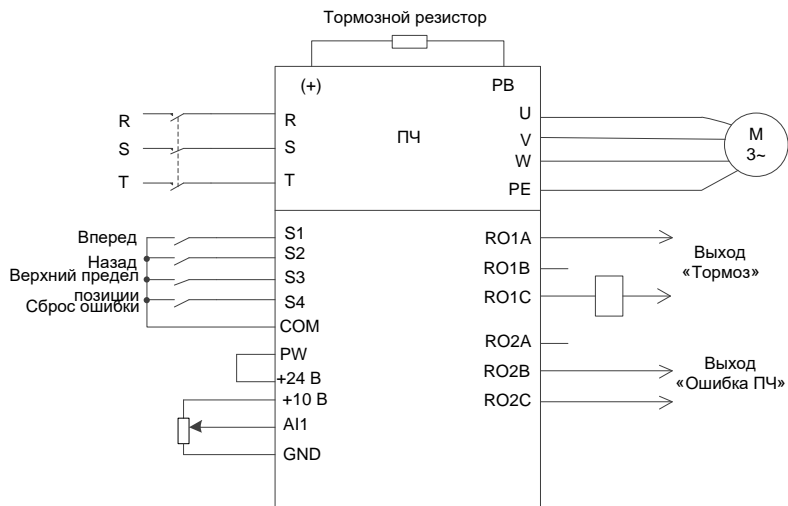 Тормозной резистор
(+) PB
R R U
S S ПЧ V
T T W
PE
M
3~
Вперед S1 RO1A
Назад S2 RO1B
Верхний предел S3 RO1C
позиции
Сброс ошибки S4
COM RO2A
PW RO2B
+24 В RO2C
+10 В
AI1
GND
Выход
«Тормоз»
Выход
«Ошибка ПЧ»